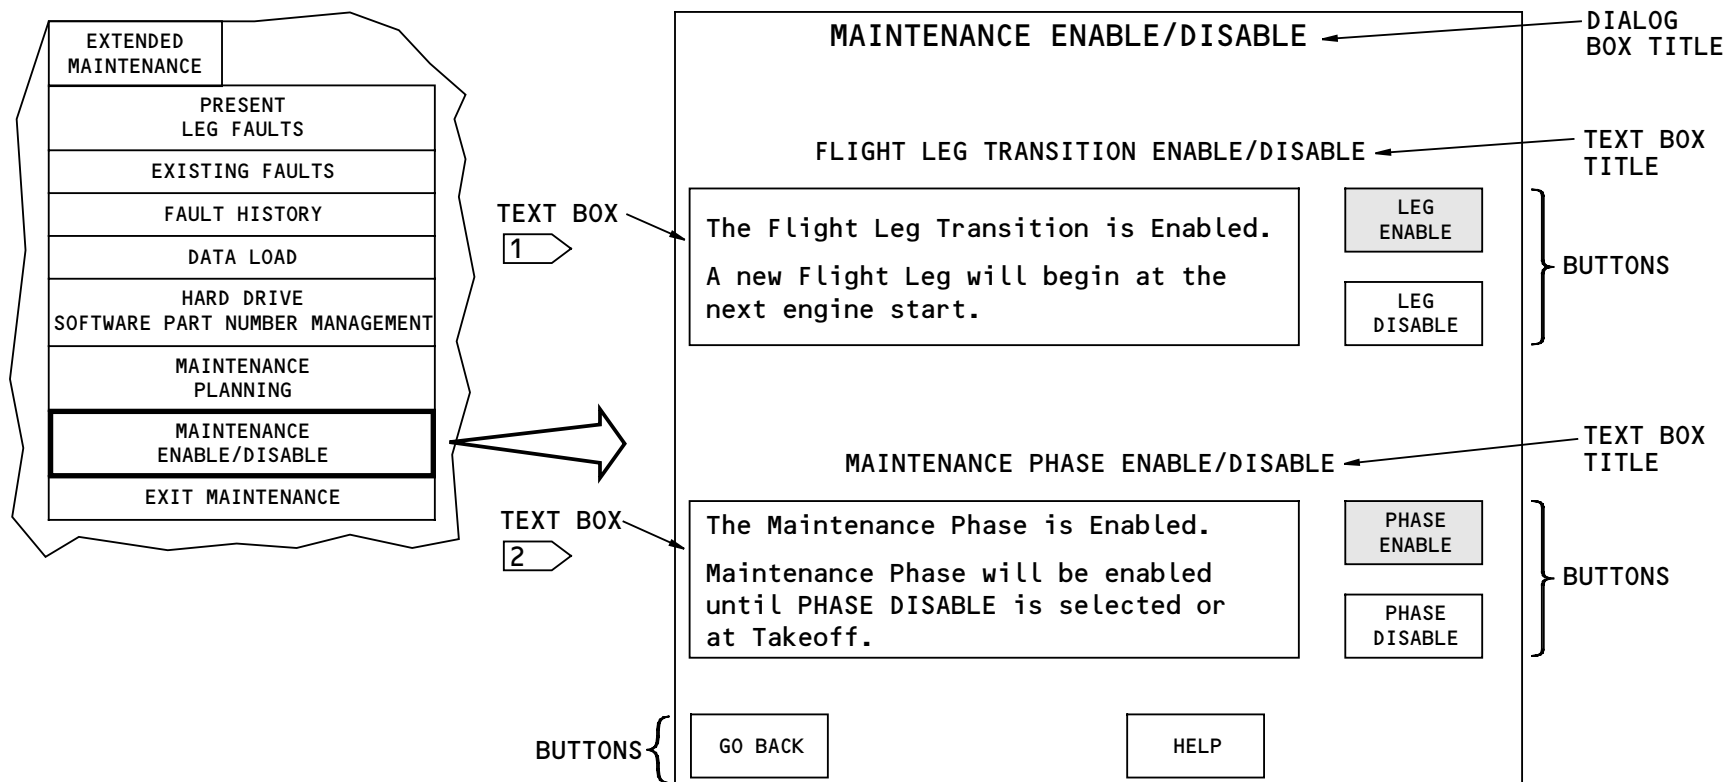 EXTENDED
MAINTENANCE
PRESENT
LEG FAULTS
EXISTING FAULTS
FAULT HISTORY
DATA LOAD
HARD DRIVE
SOFTWARE PART NUMBER MANAGEMENT
MAINTENANCE
PLANNING
MAINTENANCE
ENABLE/DISABLE
EXIT MAINTENANCE
MAINTENANCE ENABLE/DISABLE
DIALOG
BOX TITLE
FLIGHT LEG TRANSITION ENABLE/DISABLE
TEXT BOX
TITLE
TEXT BOX
1
The Flight Leg Transition is Enabled.
A new Flight Leg will begin at the
next engine start.
LEG
ENABLE
LEG
DISABLE
BUTTONS
MAINTENANCE PHASE ENABLE/DISABLE
TEXT BOX
TITLE
TEXT BOX
2
The Maintenance Phase is Enabled.
Maintenance Phase will be enabled
until PHASE DISABLE is selected or
at Takeoff.
PHASE
ENABLE
PHASE
DISABLE
BUTTONS
BUTTONS
GO BACK
HELP